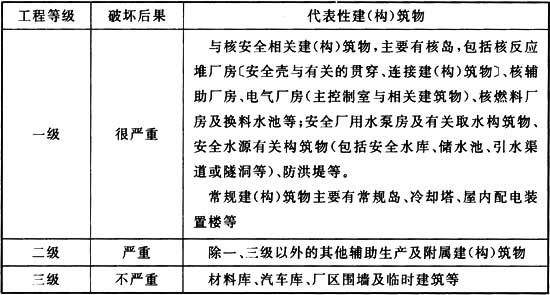 工程等级 破坏后果 代表性建(构)筑物
与核安全相关建(构)筑物,主要有核岛,包括核反应
堆厂房〔安全壳与有关的贯穿、连接建(构)筑物〕、核辅
助厂房、电气厂房(主控制室与相关建筑物)、核燃料厂
房及换料水池等;安全厂用水泵房及有关取水构筑物、
一级 很严重 安全水源有关构筑物(包括安全水库、储水池、引水渠
道或隧洞等)、防洪堤等。
常规建(构)筑物主要有常规岛、冷却塔、屋内配电装
置楼等
二级 严重 除一、三级以外的其他辅助生产及附属建(构)筑物
三级 不严重 材料库、汽车库、厂区围墙及临时建筑等